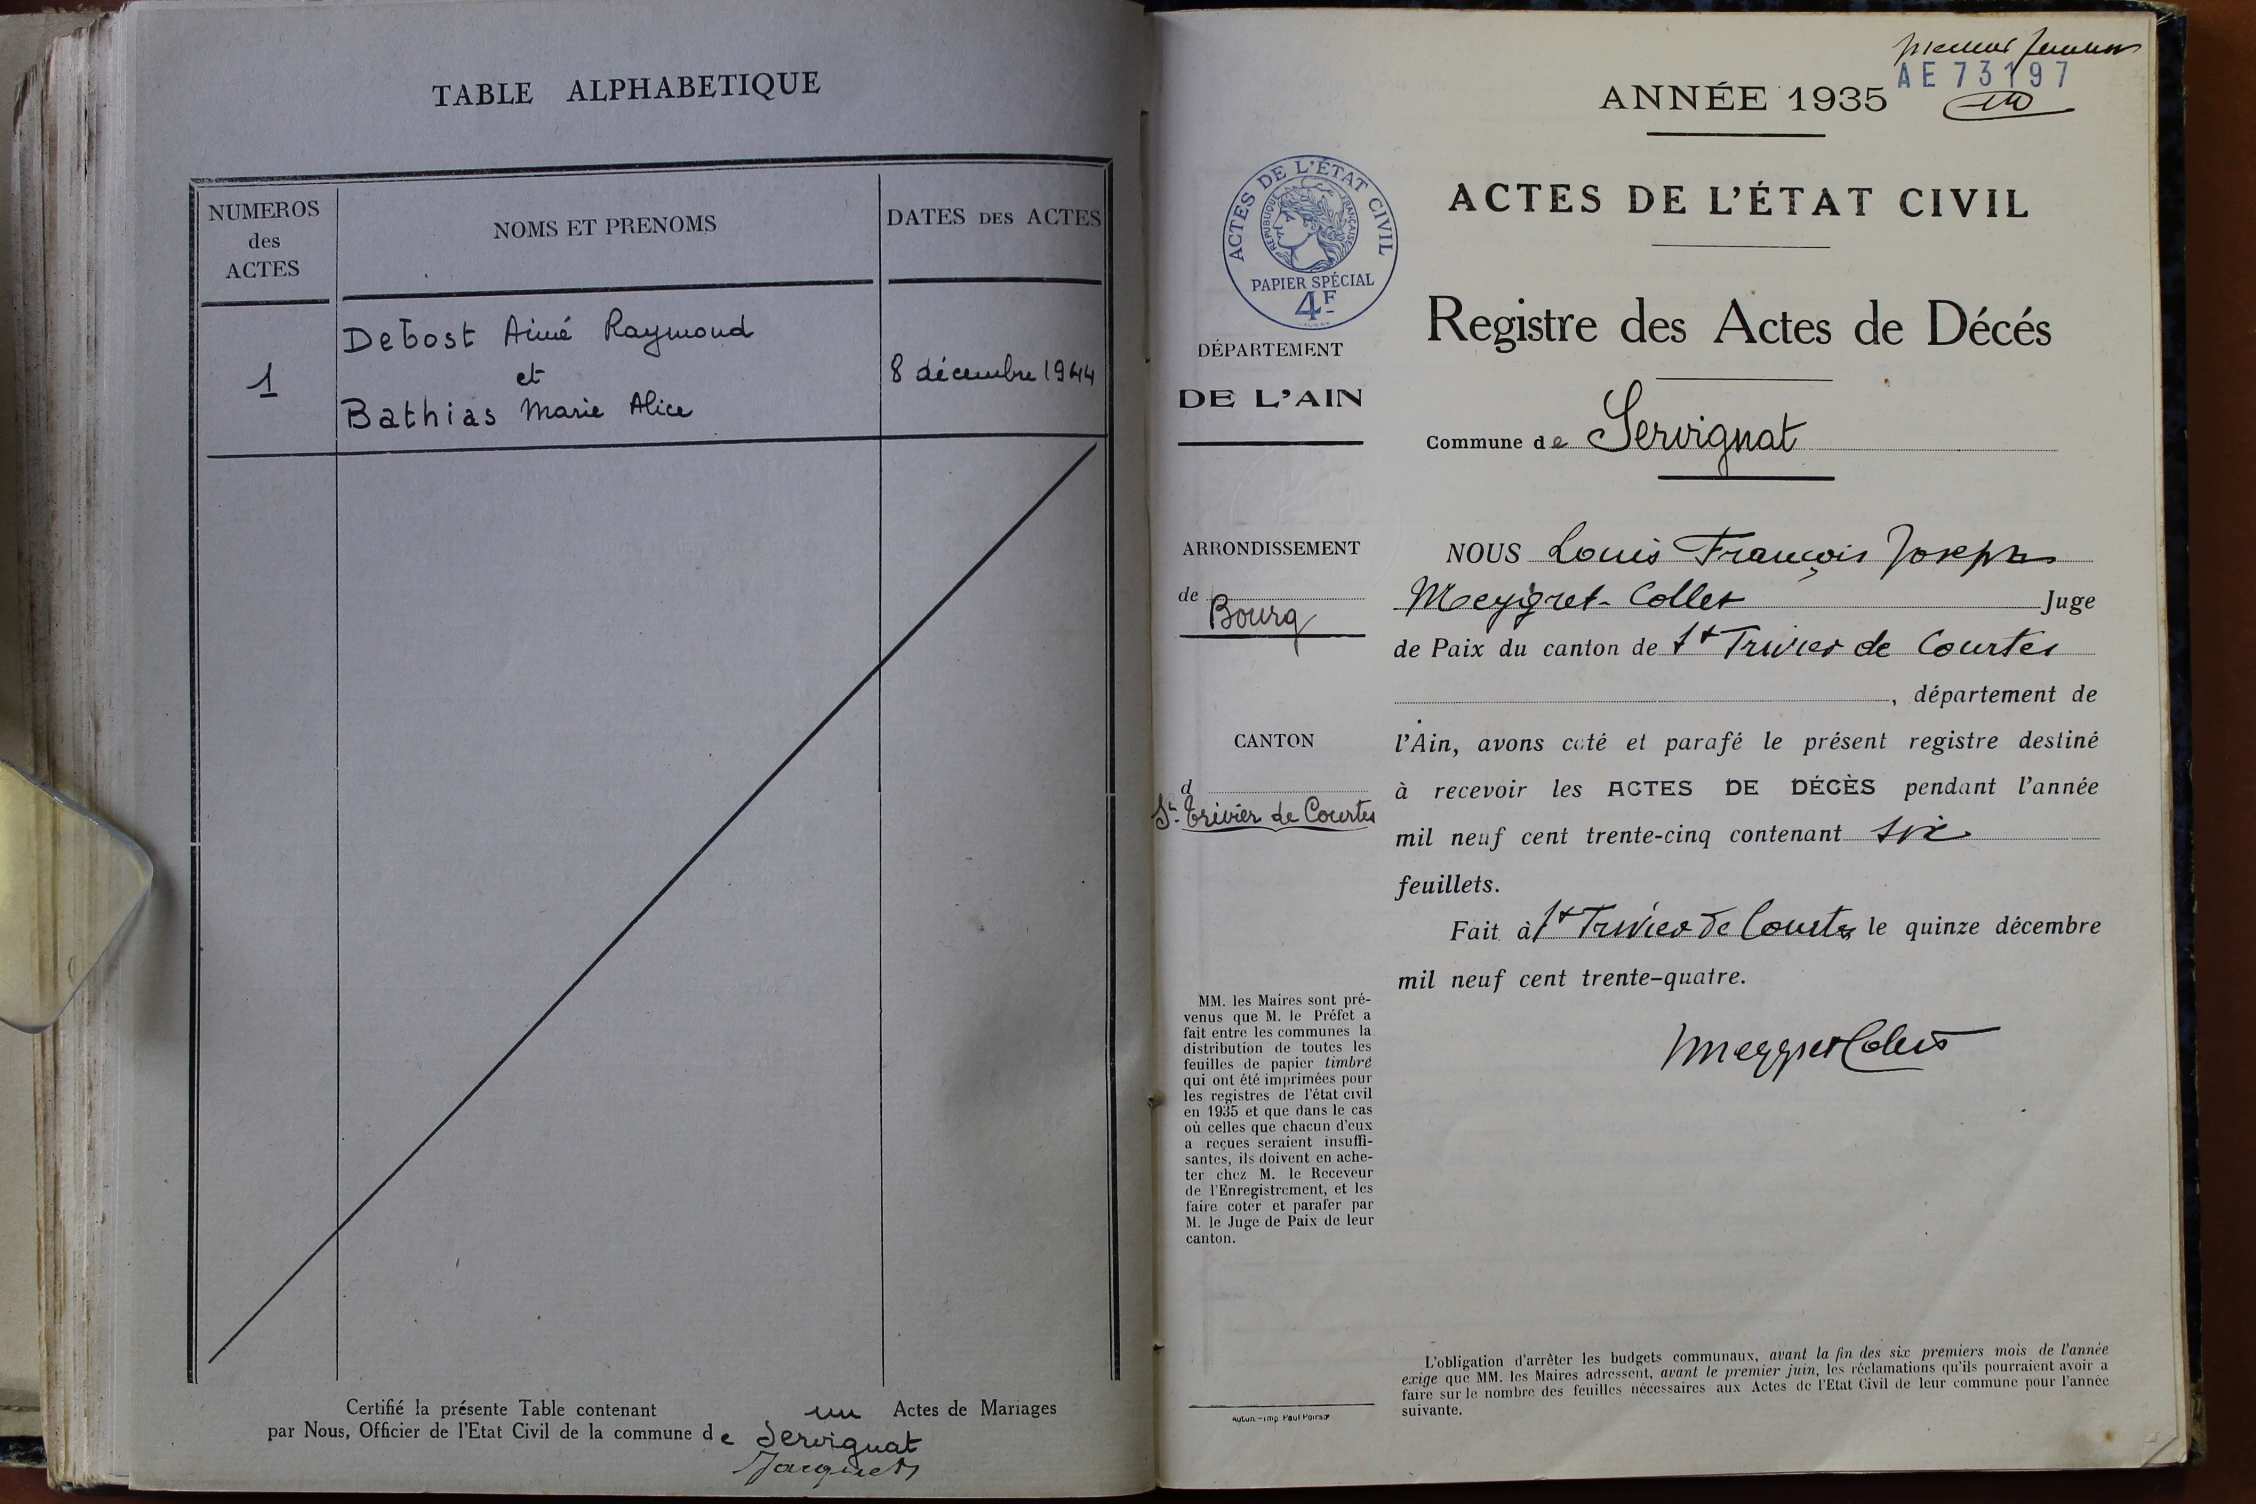 TABLE ALPHABETIQUE
NUMEROS
des
ACTES
NOMS ET PRENOMS
DATES DES ACTES
1
Debost Aimé Raymond
et
Bathias Marie Alice
8 décembre 1944
Certifié la présente Table contenant un Actes de Mariages
par Nous, Officier de l'Etat Civil de la commune de Servignat
Premier
AE73197
ANNÉE 1935
ACTES DE L'ÉTAT CIVIL
RÉPUBLIQUE FRANÇAISE
PAPIER SPÉCIAL
4F
ACTES DE L'ÉTAT CIVIL
Registre des Actes de Décés
DÉPARTEMENT
DE L'AIN
Commune de Servignat
ARRONDISSEMENT
de Bourg
CANTON
d
St Trivier de Courtes
NOUS Louis François Joseph
Meygret-Collet Juge
de Paix du canton de St Trivier de Courtes
, département de
l'Ain, avons coté et parafé le présent registre destiné
à recevoir les ACTES DE DÉCÈS pendant l'année
mil neuf cent trente-cinq contenant six
feuillets.
Fait à St Trivier de Courtes le quinze décembre
mil neuf cent trente-quatre.
Meygret Collet
MM. les Maires sont pré-
venus que M. le Préfet a
fait entre les communes la
distribution de toutes les
feuilles de papier timbré
qui ont été imprimées pour
les registres de l'état civil
en 1935 et que dans le cas
où celles que chacun d'eux
a reçues seraient insuffi-
santes, ils doivent en ache-
ter chez M. le Receveur
de l'Enregistrement, et les
faire coter et parafer par
M. le Juge de Paix de leur
canton.
Autun. - Imp. Paul Poirson
L'obligation d'arrêter les budgets communaux, avant la fin des six premiers mois de l'année
exige que MM. les Maires adressent, avant le premier juin, les réclamations qu'ils pourraient avoir a
faire sur le nombre des feuilles nécessaires aux Actes de l'Etat Civil de leur commune pour l'année
suivante.